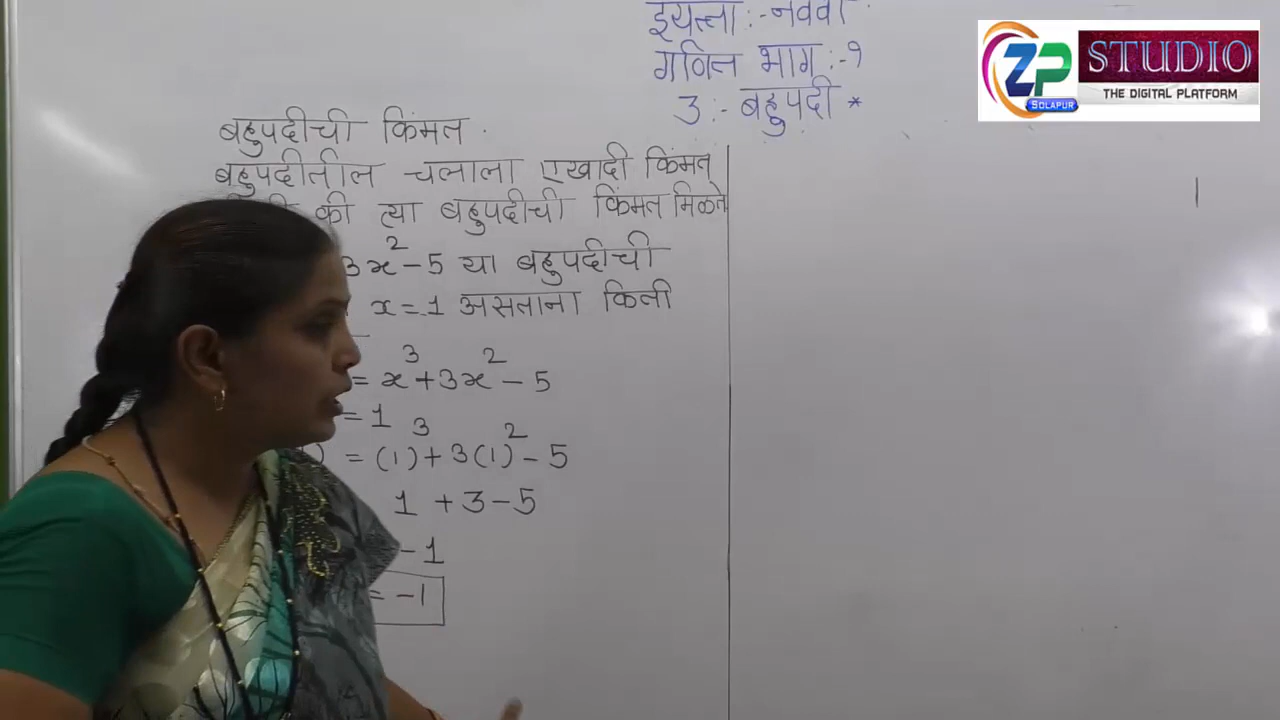 इयत्ता :- नववी
गणित भाग :- १
3 :- बहुपदी *
ZP STUDIO
SOLAPUR
THE DIGITAL PLATFORM
बहुपदीची किंमत
बहुपदीतील चलाला एखादी किंमत
की त्या बहुपदीची किंमत मिळते
3x² - 5 या बहुपदीची
x = 1 असताना किती
= x³ + 3x² - 5
= 1
= (1)³ + 3(1)² - 5
1 + 3 - 5
- 1
= -1